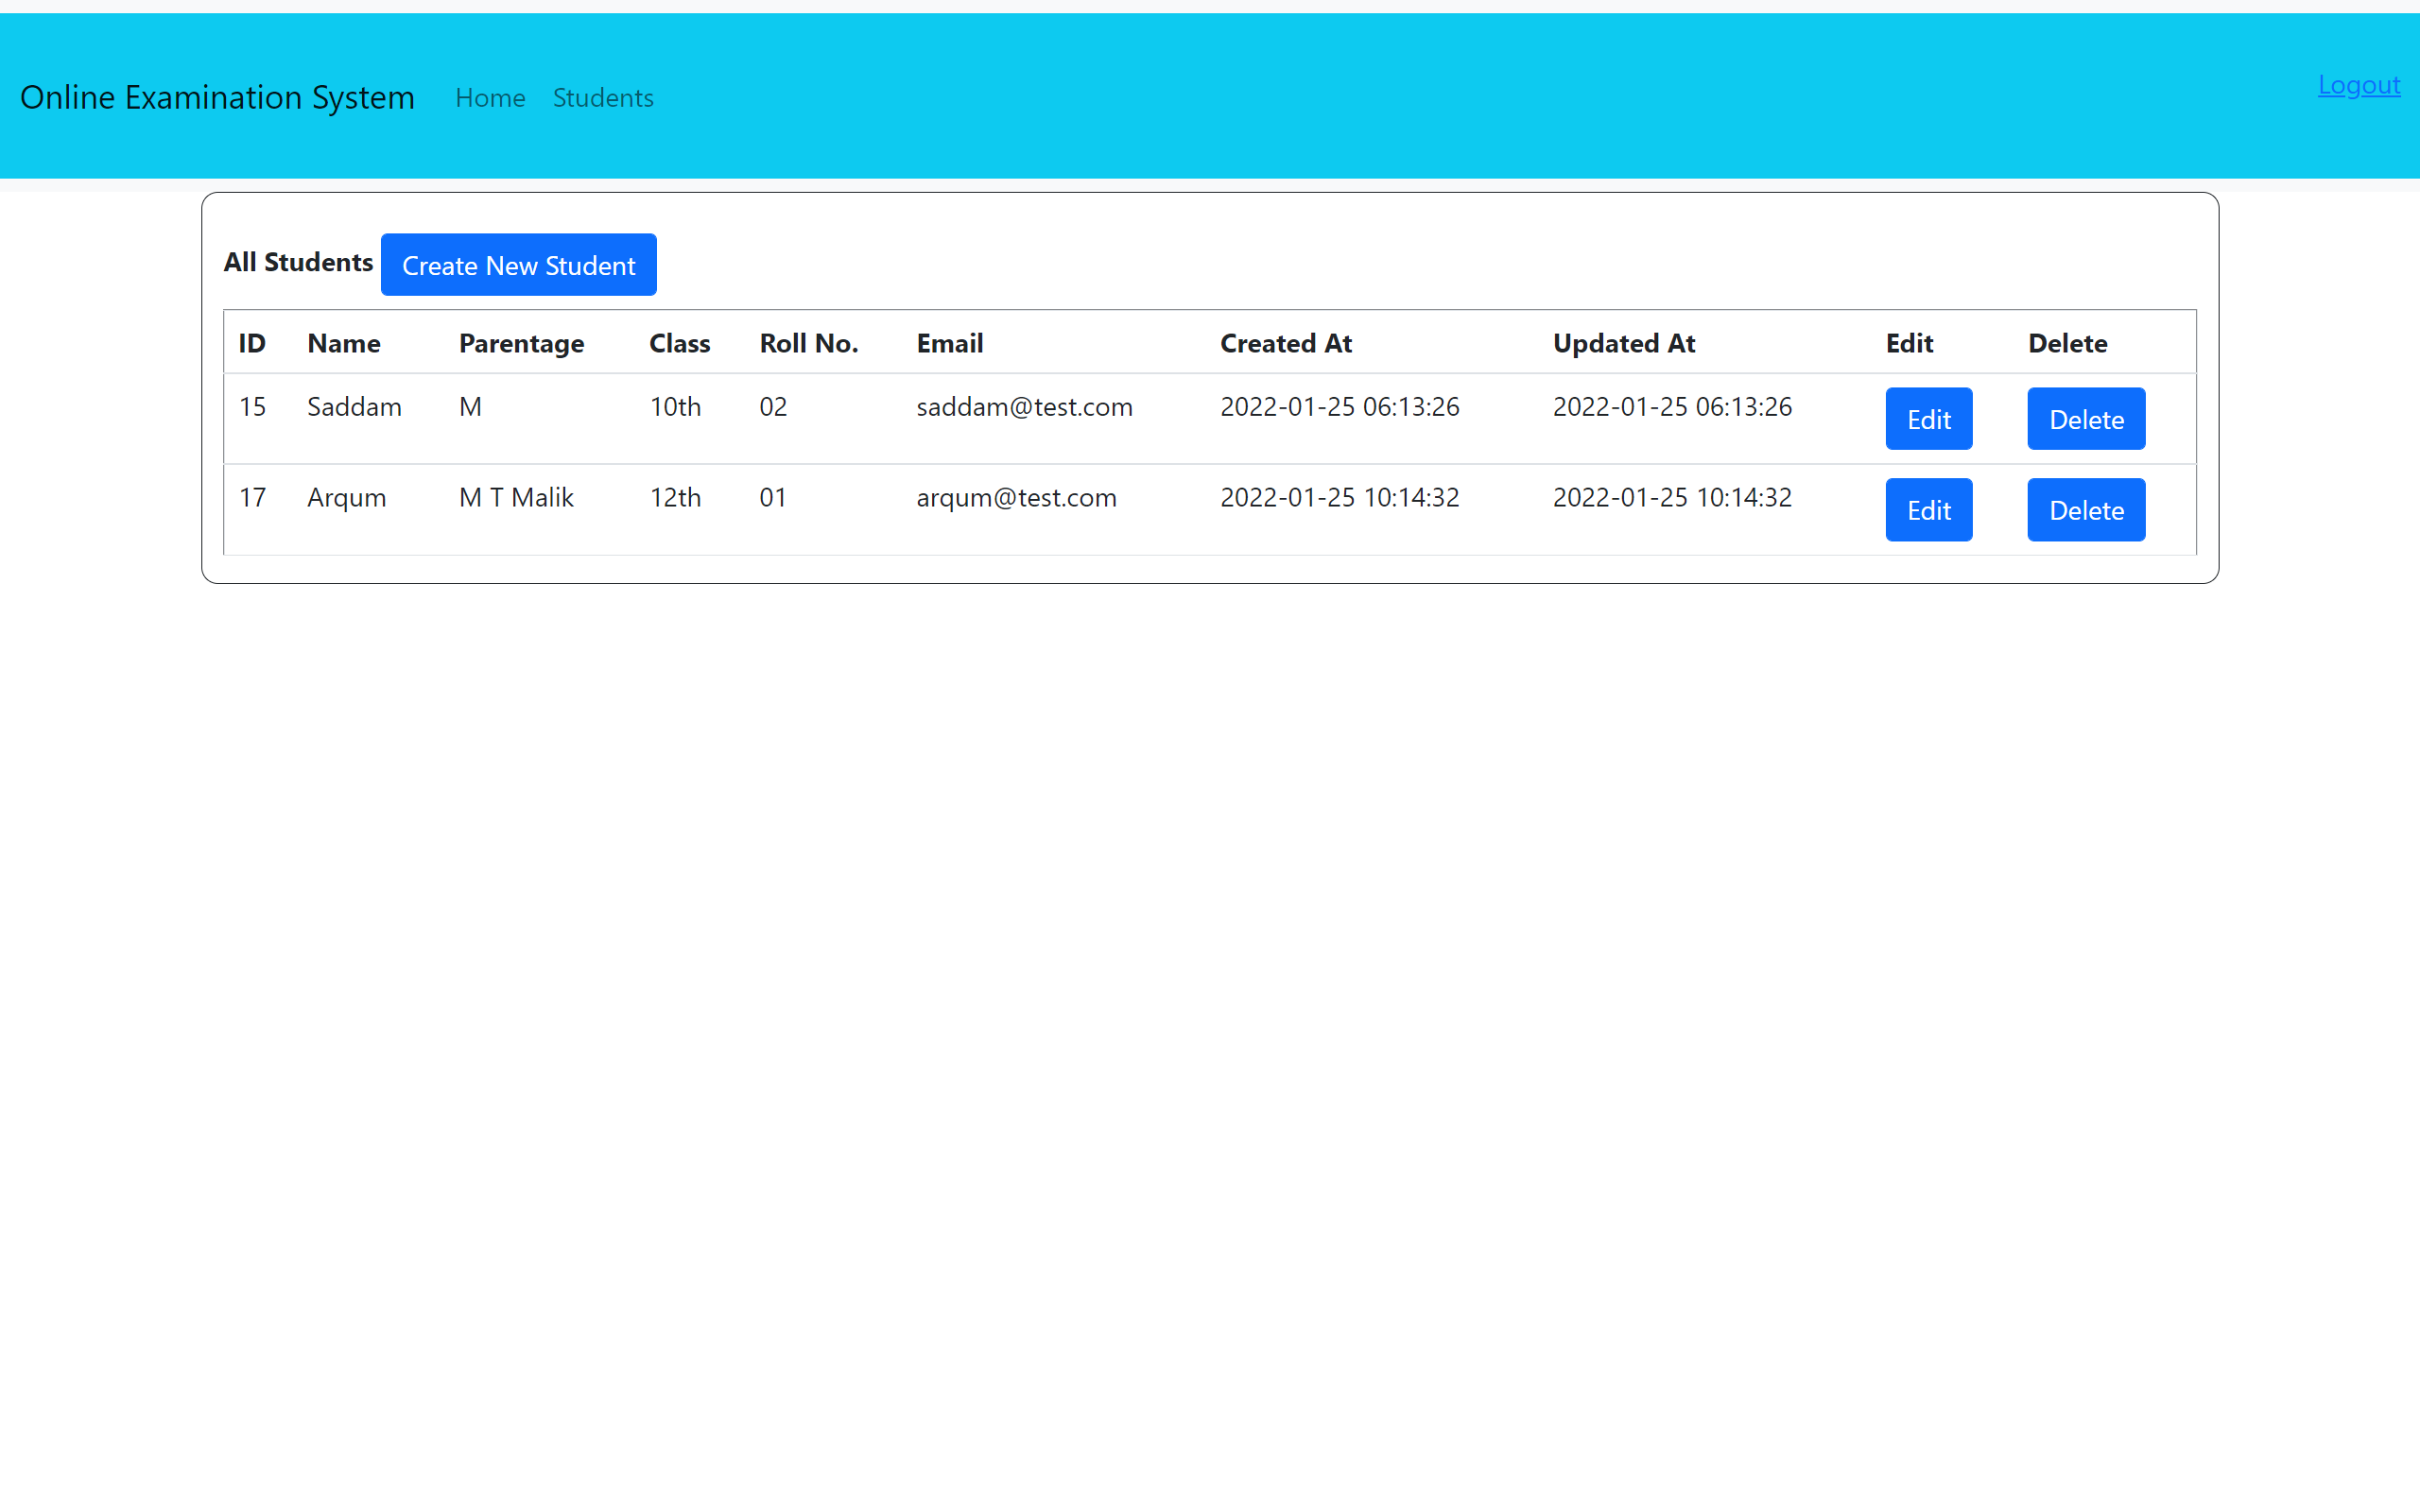 Online Examination System Home Students Logout
All Students Create New Student
ID Name Parentage Class Roll No. Email Created At Updated At Edit Delete
15 Saddam M 10th 02 saddam@test.com 2022-01-25 06:13:26 2022-01-25 06:13:26 Edit Delete
17 Arqum M T Malik 12th 01 arqum@test.com 2022-01-25 10:14:32 2022-01-25 10:14:32 Edit Delete